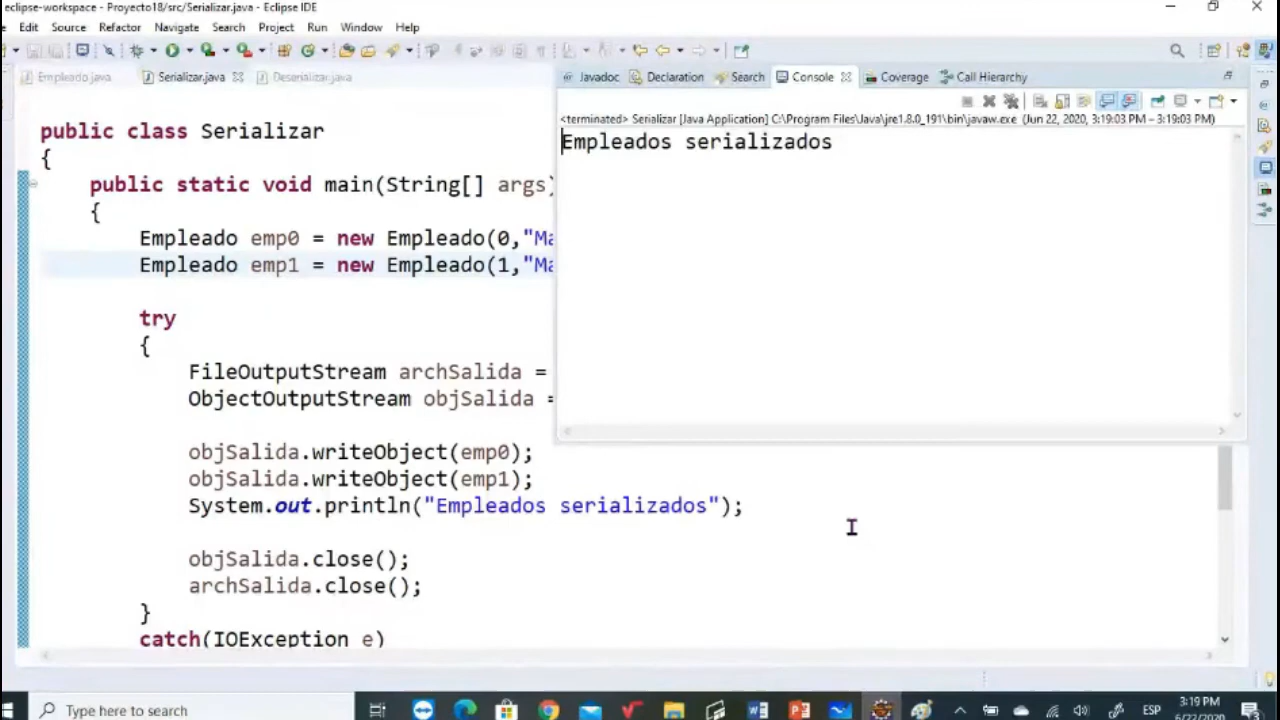 eclipse-workspace - Proyecto18/src/Serializar.java - Eclipse IDE
Edit Source Refactor Navigate Search Project Run Window Help
Empleado.java Serializar.java Deserializar.java
Javadoc Declaration Search Console Coverage Call Hierarchy
<terminated> Serializar [Java Application] C:\Program Files\Java\jre1.8.0_191\bin\javaw.exe (Jun 22, 2020, 3:19:03 PM – 3:19:03 PM)
Empleados serializados
public class Serializar
{
public static void main(String[] args)
{
Empleado emp0 = new Empleado(0,"Ma
Empleado emp1 = new Empleado(1,"Ma
try
{
FileOutputStream archSalida =
ObjectOutputStream objSalida =
objSalida.writeObject(emp0);
objSalida.writeObject(emp1);
System.out.println("Empleados serializados");
objSalida.close();
archSalida.close();
}
catch(IOException e)
Type here to search
ESP
3:19 PM
6/22/2020